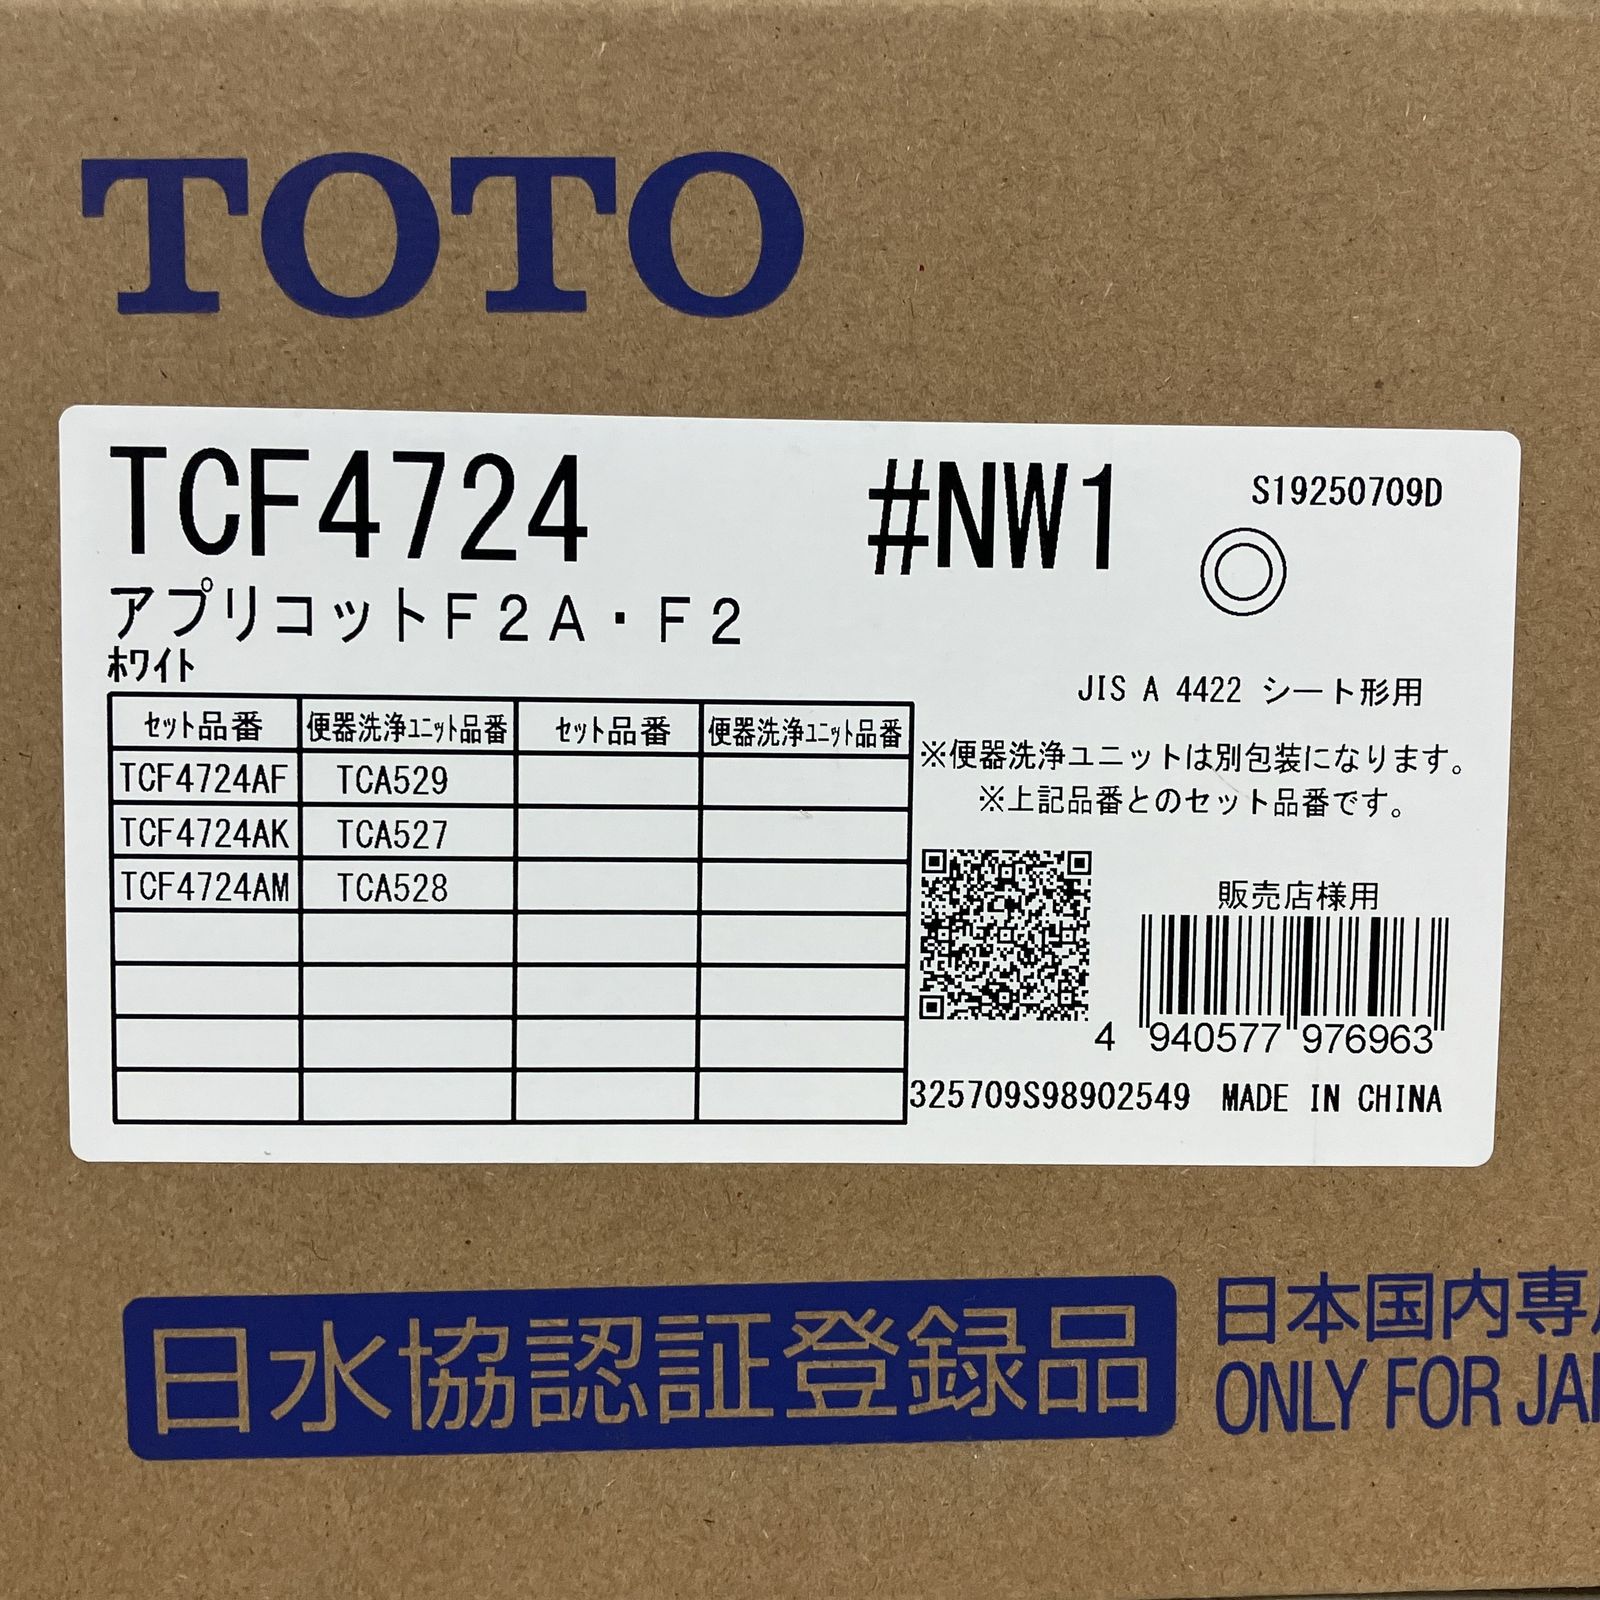 TOTO
TCF4724 #NW1 S19250709D
アプリコットF2A・F2
ホワイト
JIS A 4422 シート形用
セット品番 便器洗浄ユニット品番 セット品番 便器洗浄ユニット品番
TCF4724AF TCA529
TCF4724AK TCA527
TCF4724AM TCA528
※便器洗浄ユニットは別包装になります。
※上記品番とのセット品番です。
販売店様用
4 940577 976963
325709S98902549 MADE IN CHINA
日水協認証登録品
日本国内専
ONLY FOR JA